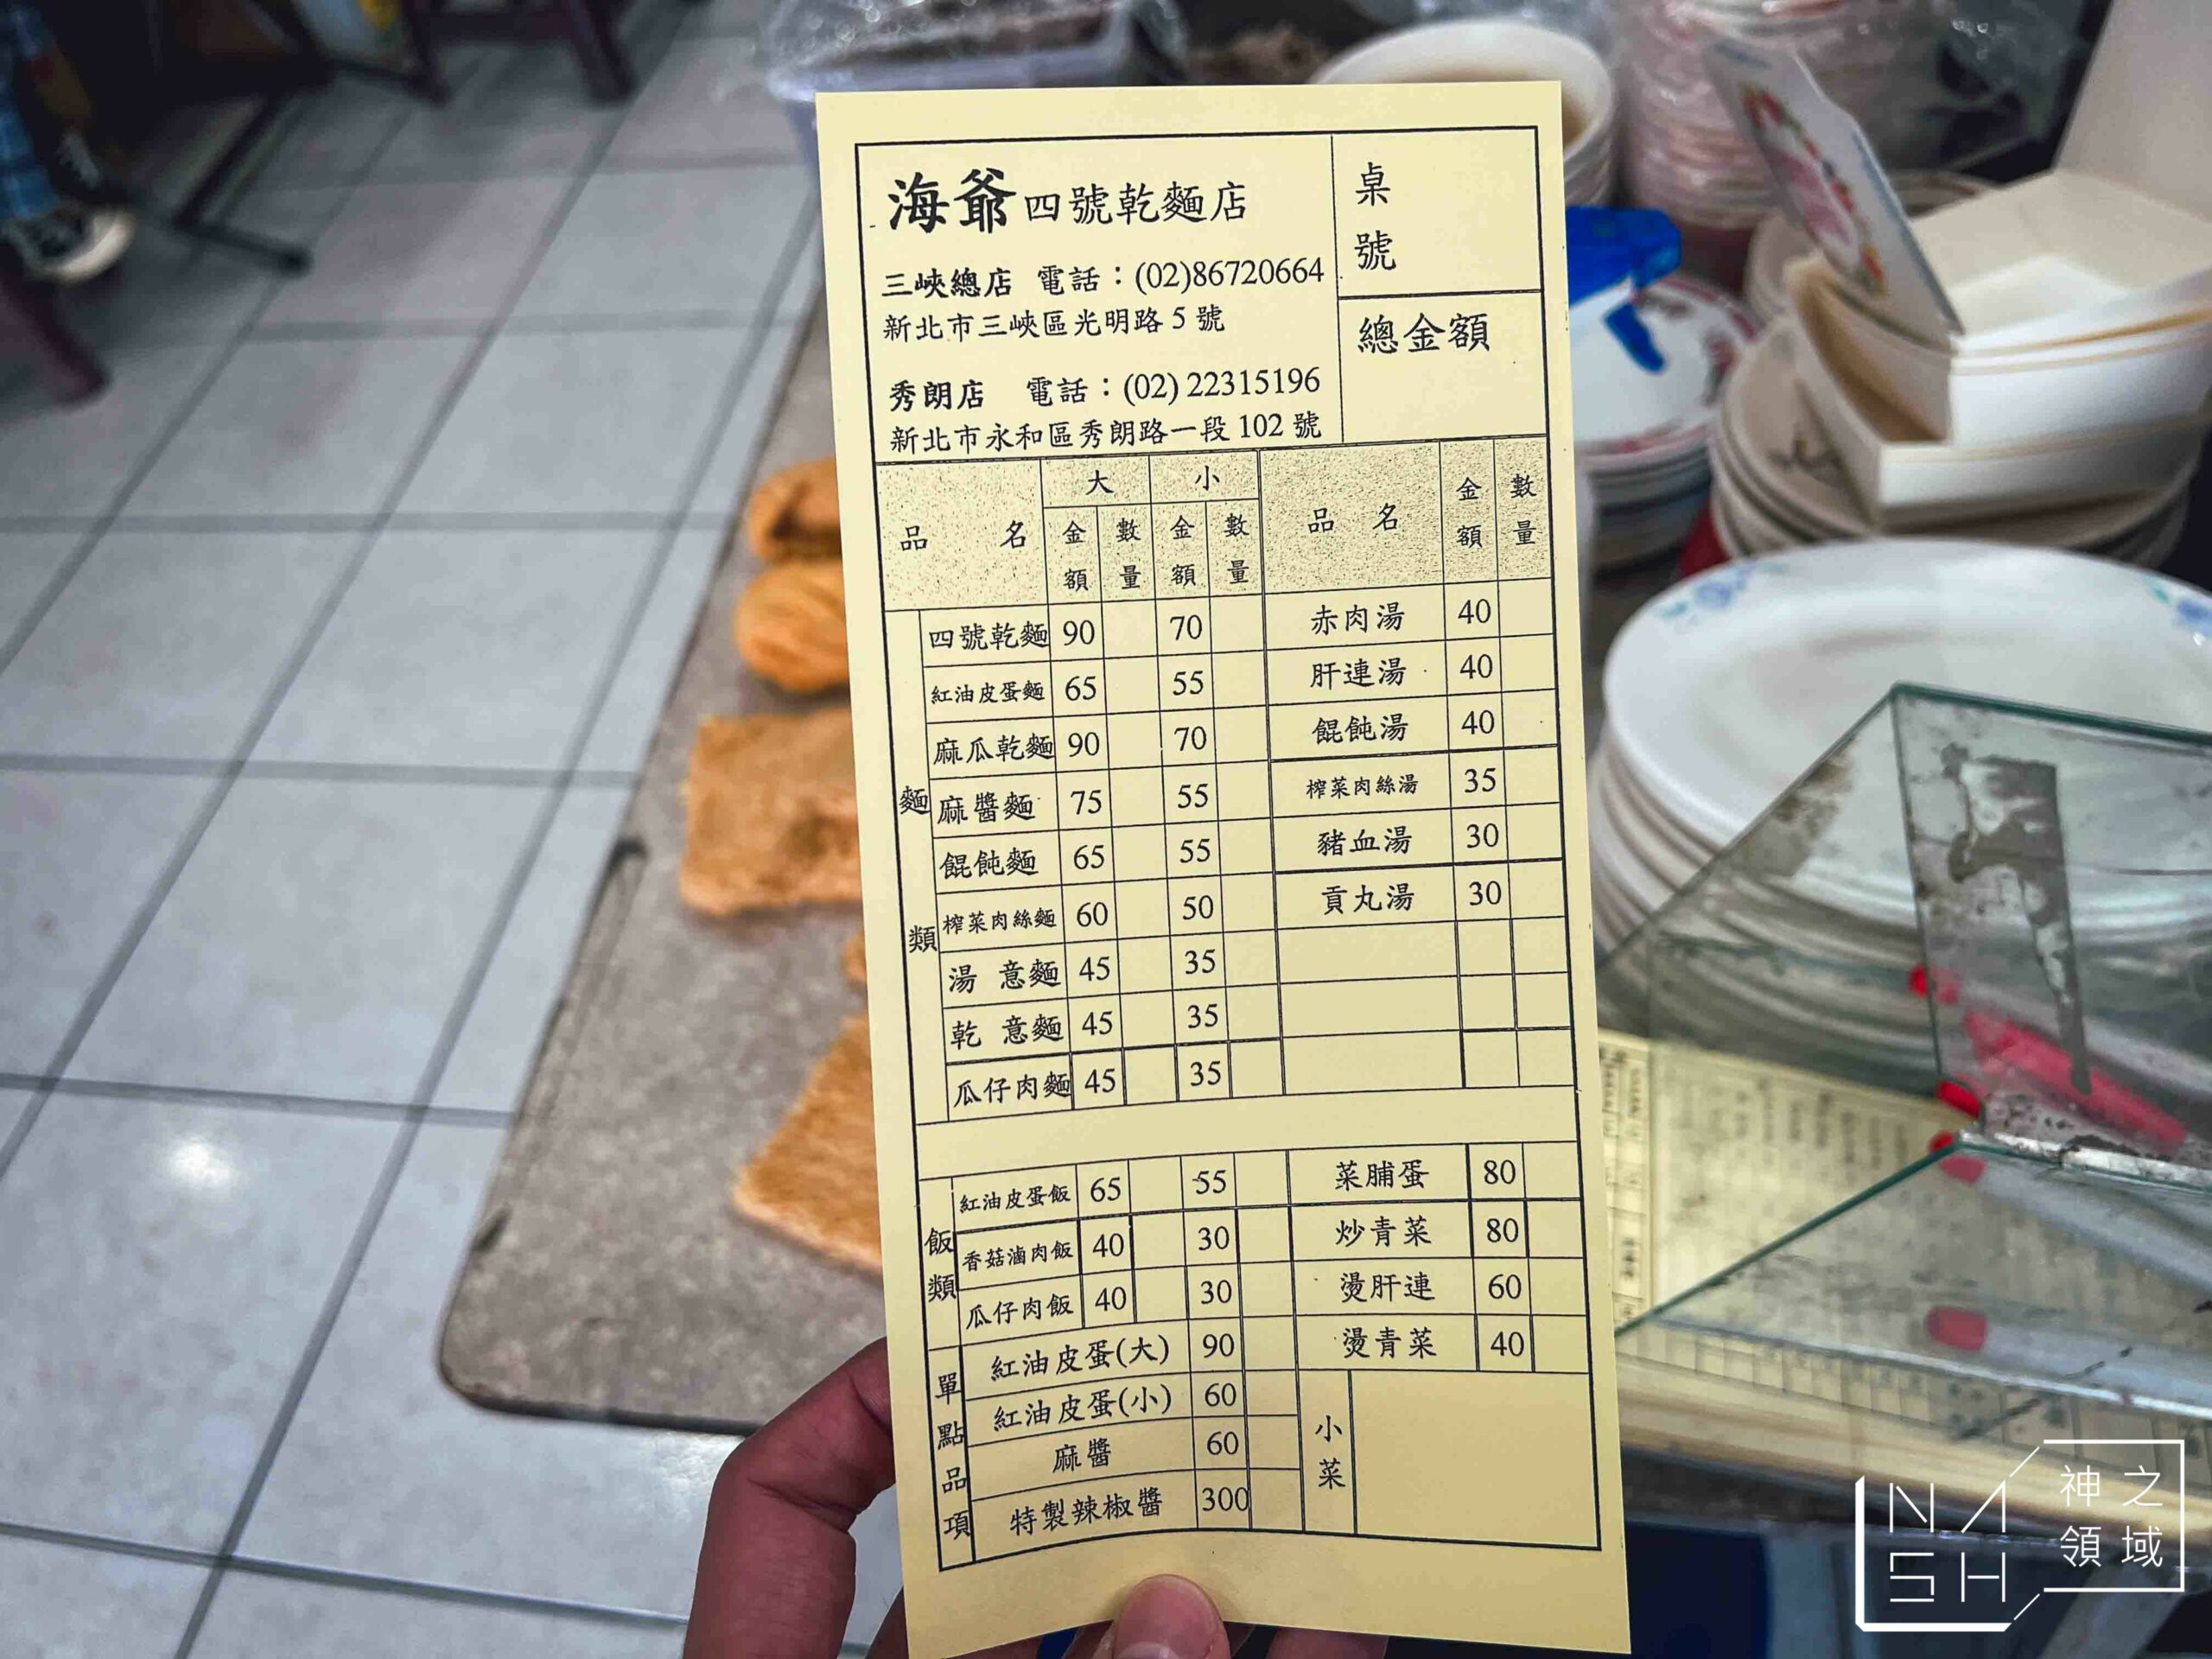 海爺四號乾麵店
三峽總店 電話：(02)86720664
新北市三峽區光明路 5 號
秀朗店 電話：(02) 22315196
新北市永和區秀朗路一段 102 號
桌號
總金額
品 名 大 小 品 名 金額 數量
金額 數量 金額 數量
麵類
四號乾麵 90 70 赤肉湯 40
紅油皮蛋麵 65 55 肝連湯 40
麻瓜乾麵 90 70 餛飩湯 40
麻醬麵 75 55 榨菜肉絲湯 35
餛飩麵 65 55 豬血湯 30
榨菜肉絲麵 60 50 貢丸湯 30
湯 意麵 45 35
乾 意麵 45 35
瓜仔肉麵 45 35
飯類
紅油皮蛋飯 65 55 菜脯蛋 80
香菇滷肉飯 40 30 炒青菜 80
瓜仔肉飯 40 30 燙肝連 60
單點品項
紅油皮蛋(大) 90 燙青菜 40
紅油皮蛋(小) 60 小菜
麻醬 60
特製辣椒醬 300
NASH
神之領域